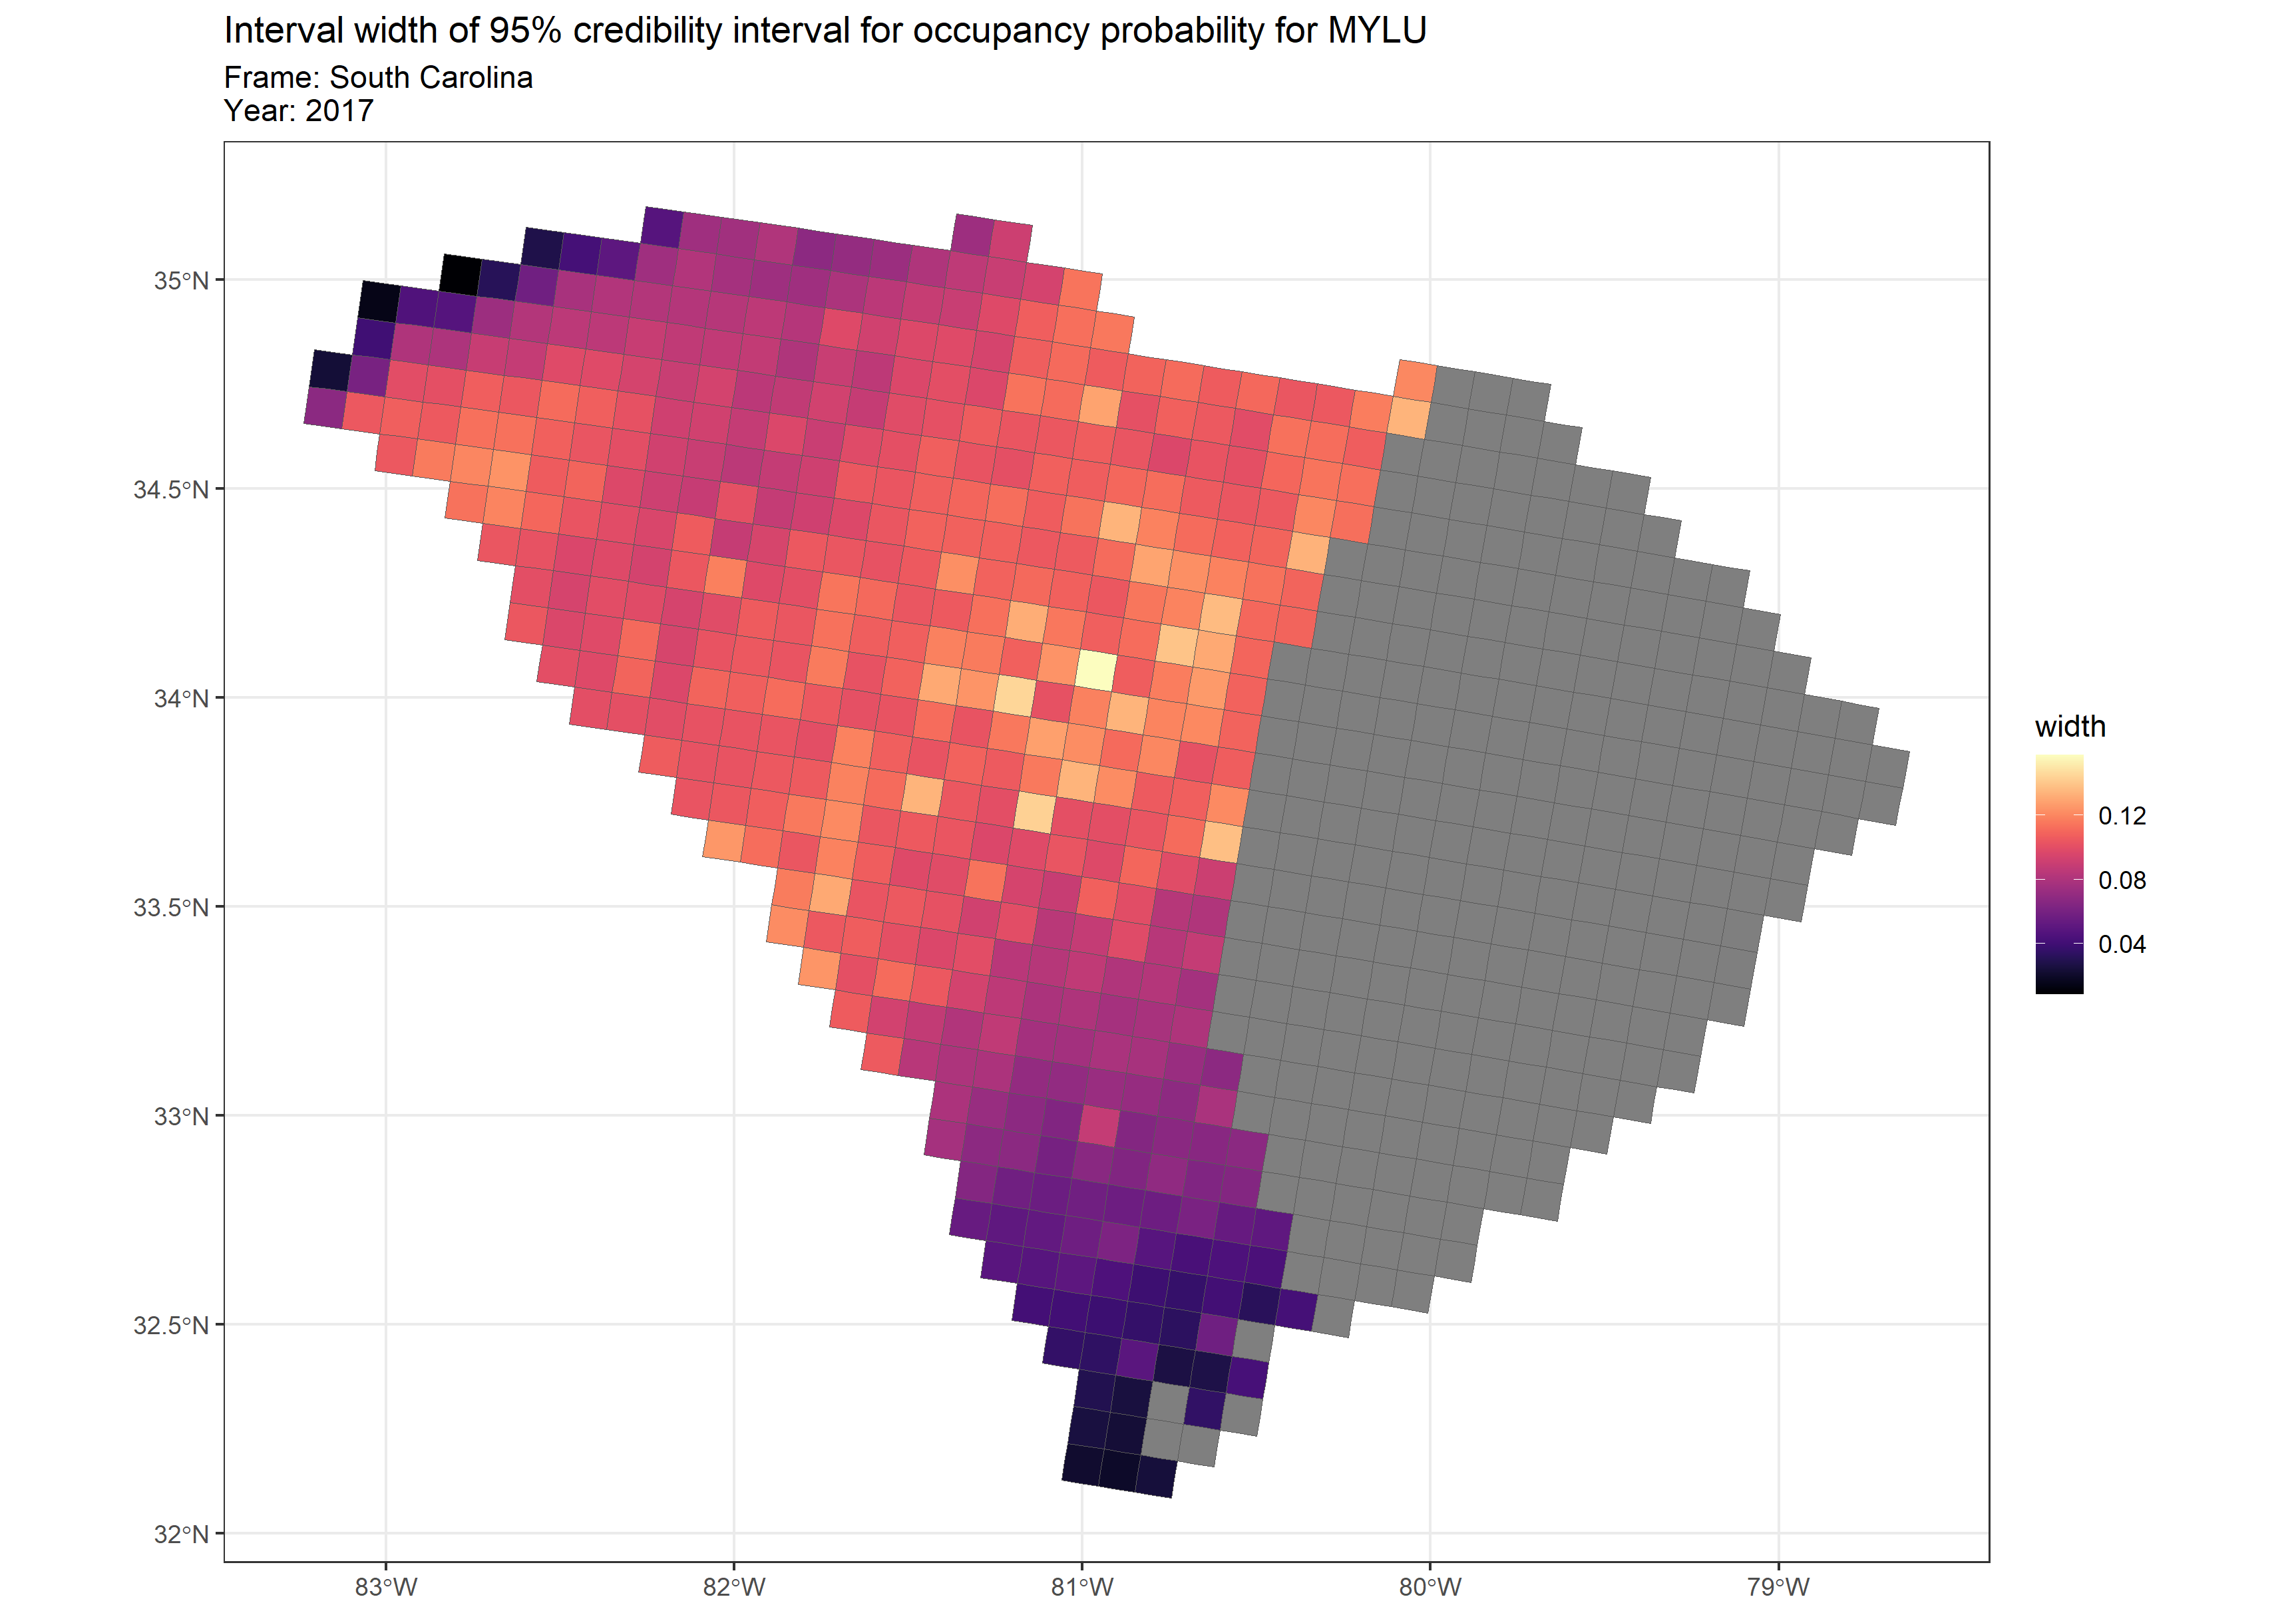 Interval width of 95% credibility interval for occupancy probability for MYLU
Frame: South Carolina
Year: 2017
35°N
34.5°N
34°N
33.5°N
33°N
32.5°N
32°N
83°W
82°W
81°W
80°W
79°W
width
0.12
0.08
0.04